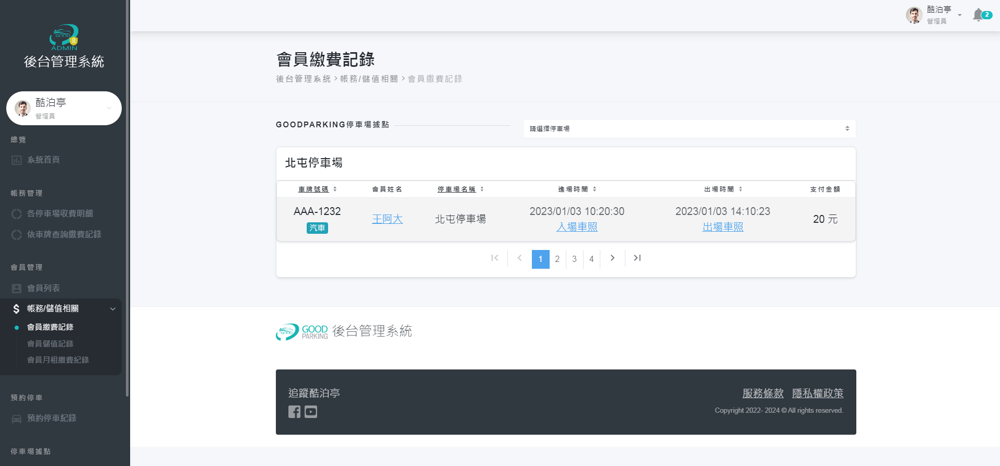 GOOD
ADMIN
後台管理系統
酷泊亭
管理員
總覽
系統首頁
帳務管理
各停車場收費明細
依車牌查詢繳費記錄
會員管理
會員列表
帳務/儲值相關
會員繳費記錄
會員儲值記錄
會員月租繳費紀錄
預約停車
預約停車紀錄
停車場據點
酷泊亭
管理員
2
會員繳費記錄
後台管理系統 › 帳務/儲值相關 › 會員繳費記錄
GOODPARKING停車場據點
請選擇停車場
北屯停車場
車牌號碼 會員姓名 停車場名稱 進場時間 出場時間 支付金額
AAA-1232 王阿大 北屯停車場 2023/01/03 10:20:30 2023/01/03 14:10:23 20 元
汽車 入場車照 出場車照
1 2 3 4
GOOD GOOD PARKING 後台管理系統
追蹤酷泊亭
服務條款 隱私權政策
Copyright 2022- 2024 © All rights reserved.